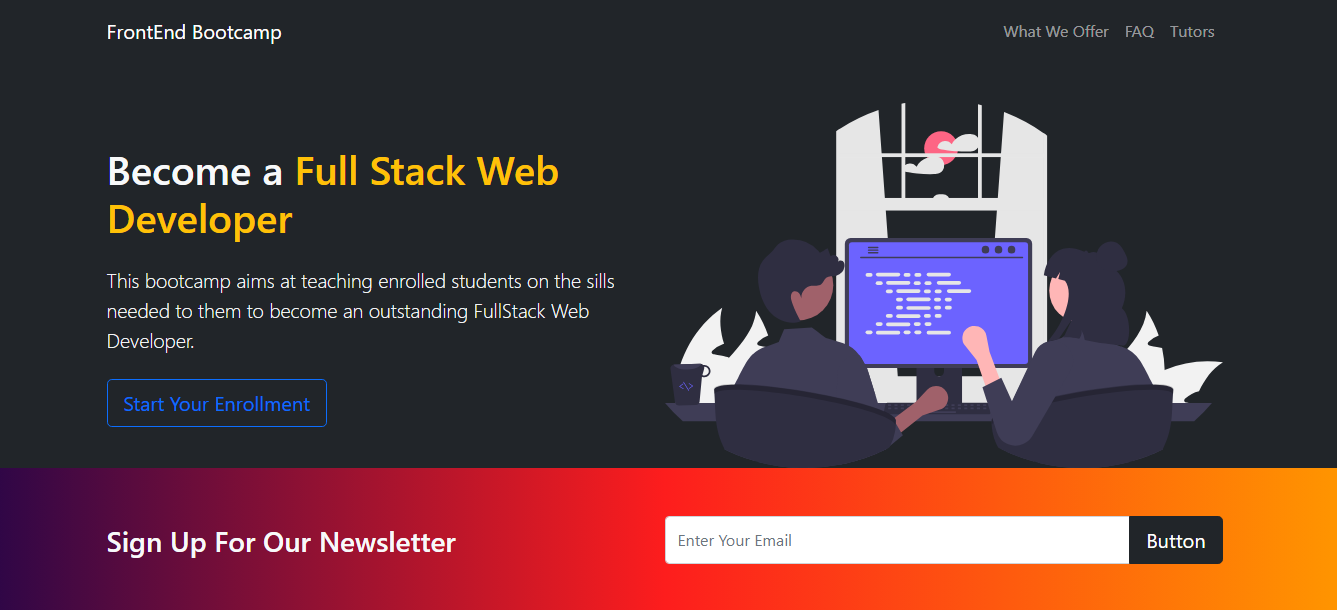 FrontEnd Bootcamp
What We Offer FAQ Tutors
Become a Full Stack Web
Developer
This bootcamp aims at teaching enrolled students on the sills
needed to them to become an outstanding FullStack Web
Developer.
</>
Start Your Enrollment
Sign Up For Our Newsletter
Enter Your Email
Button